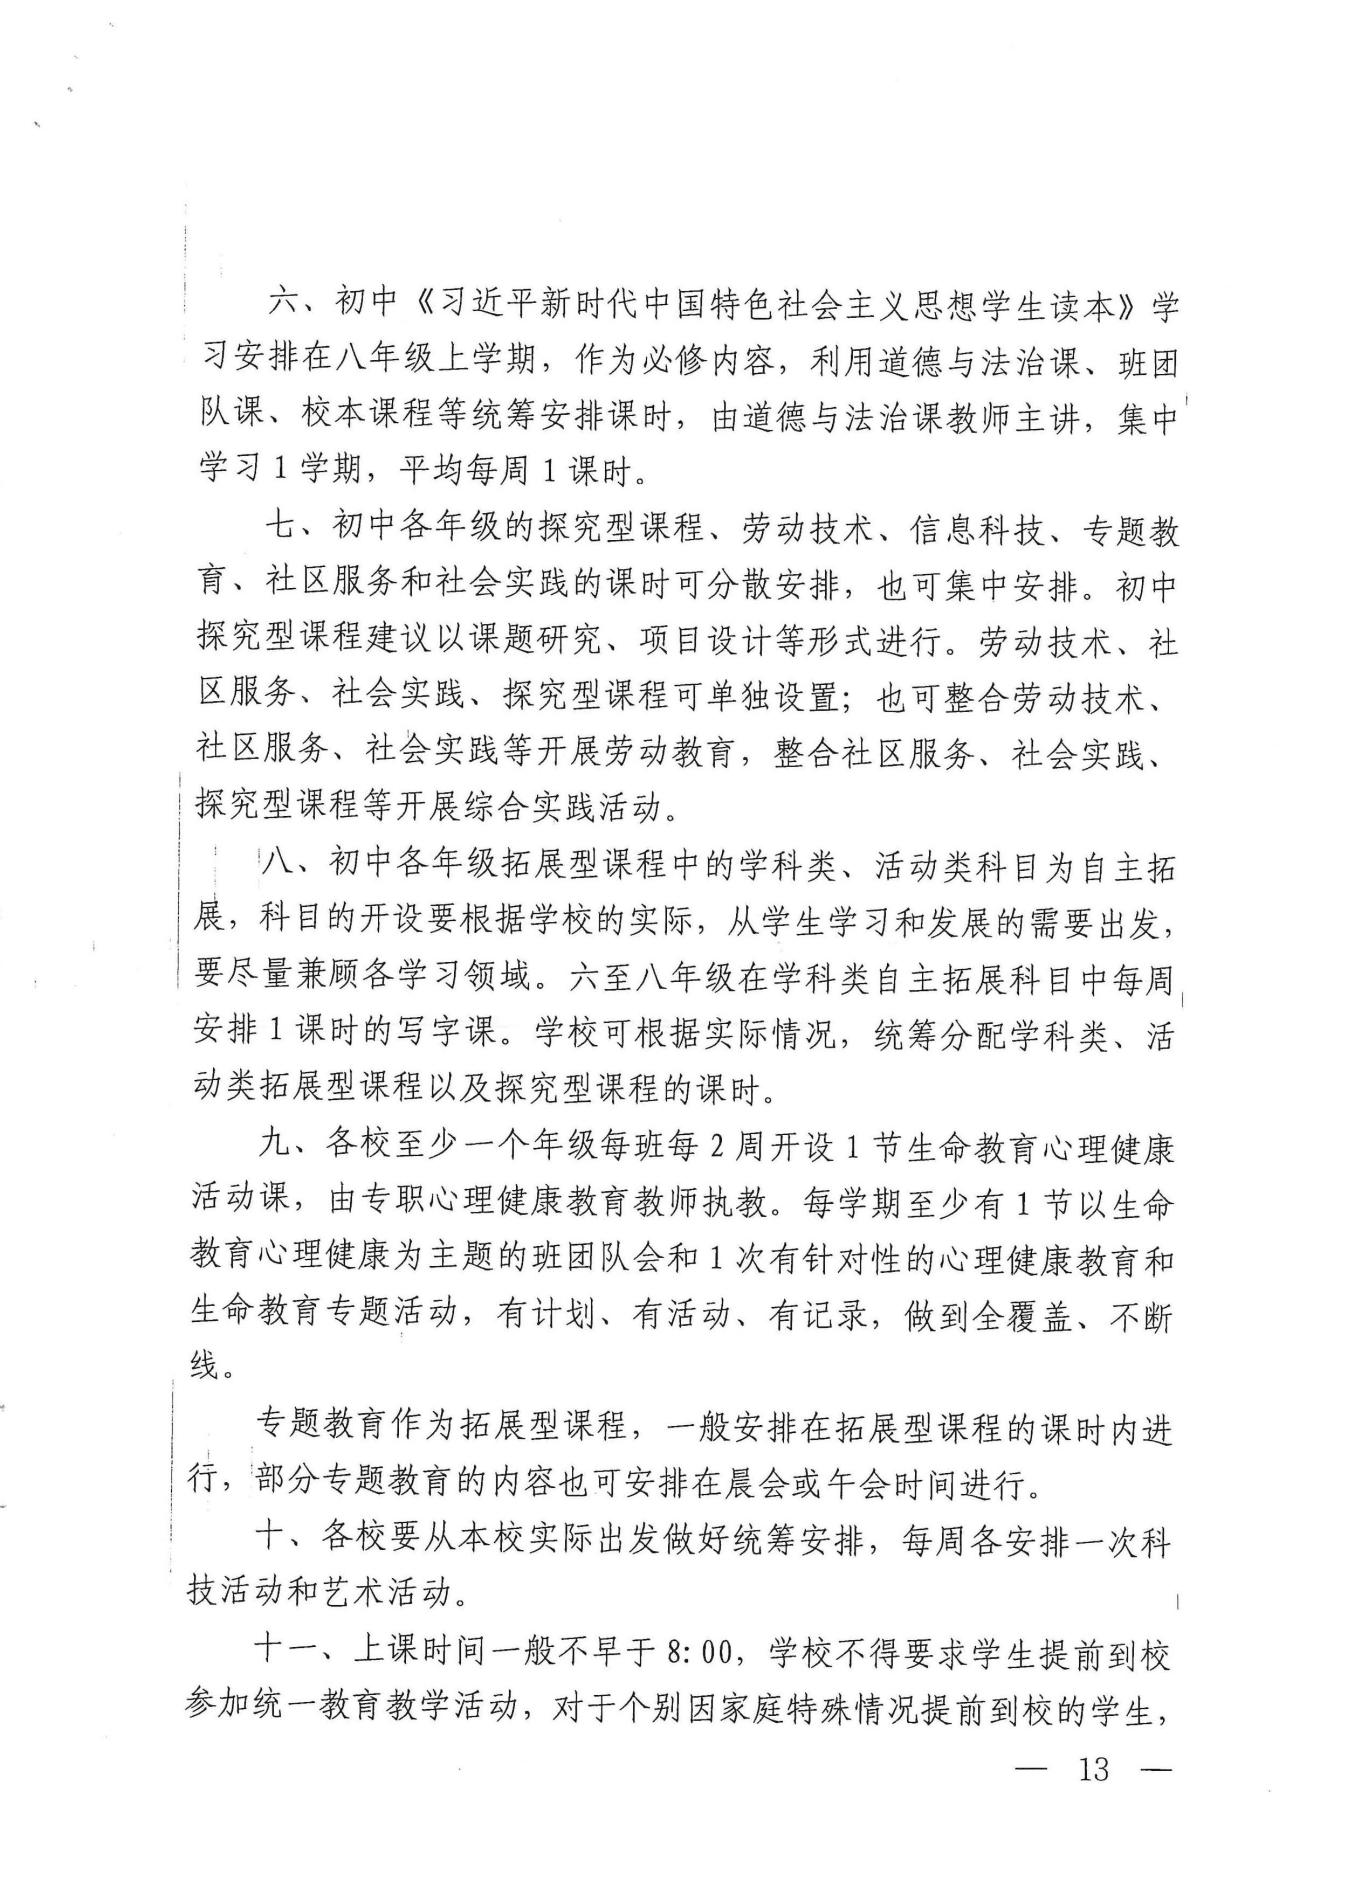 六、初中《习近平新时代中国特色社会主义思想学生读本》学
习安排在八年级上学期，作为必修内容，利用道德与法治课、班团
队课、校本课程等统筹安排课时，由道德与法治课教师主讲，集中
学习1学期，平均每周1课时。
七、初中各年级的探究型课程、劳动技术、信息科技、专题教
育、社区服务和社会实践的课时可分散安排，也可集中安排。初中
探究型课程建议以课题研究、项目设计等形式进行。劳动技术、社
区服务、社会实践、探究型课程可单独设置；也可整合劳动技术、
社区服务、社会实践等开展劳动教育，整合社区服务、社会实践、
探究型课程等开展综合实践活动。
八、初中各年级拓展型课程中的学科类、活动类科目为自主拓
展，科目的开设要根据学校的实际，从学生学习和发展的需要出发，
要尽量兼顾各学习领域。六至八年级在学科类自主拓展科目中每周
安排1课时的写字课。学校可根据实际情况，统筹分配学科类、活
动类拓展型课程以及探究型课程的课时。
九、各校至少一个年级每班每2周开设1节生命教育心理健康
活动课，由专职心理健康教育教师执教。每学期至少有1节以生命
教育心理健康为主题的班团队会和1次有针对性的心理健康教育和
生命教育专题活动，有计划、有活动、有记录，做到全覆盖、不断
线。
专题教育作为拓展型课程，一般安排在拓展型课程的课时内进
行，部分专题教育的内容也可安排在晨会或午会时间进行。
十、各校要从本校实际出发做好统筹安排，每周各安排一次科
技活动和艺术活动。
十一、上课时间一般不早于8:00，学校不得要求学生提前到校
参加统一教育教学活动，对于个别因家庭特殊情况提前到校的学生，
— 13 —